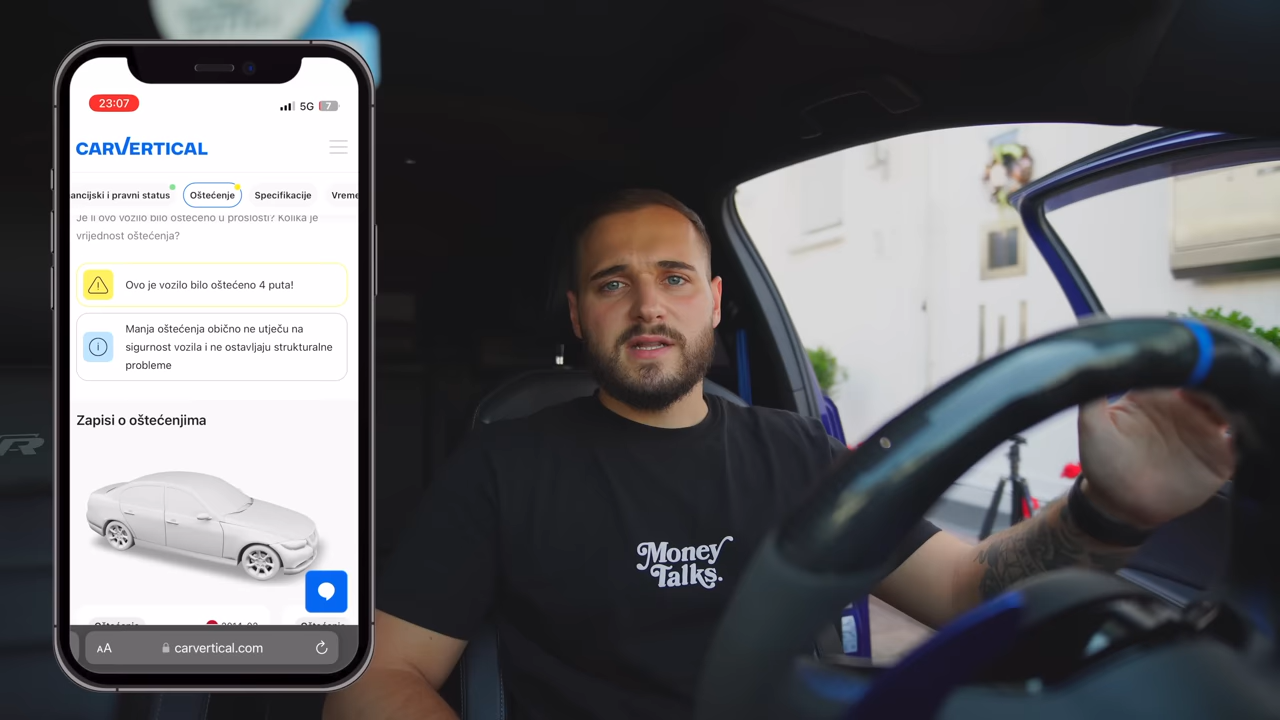 23:07
5G
7
CARVERTICAL
ancijski i pravni status
Oštećenje
Specifikacije
Vreme
Je li ovo vozilo bilo oštećeno u prošlosti? Kolika je
vrijednost oštećenja?
Ovo je vozilo bilo oštećeno 4 puta!
Manja oštećenja obično ne utječu na
sigurnost vozila i ne ostavljaju strukturalne
probleme
Zapisi o oštećenjima
AA
carvertical.com
R
Money
Talks.